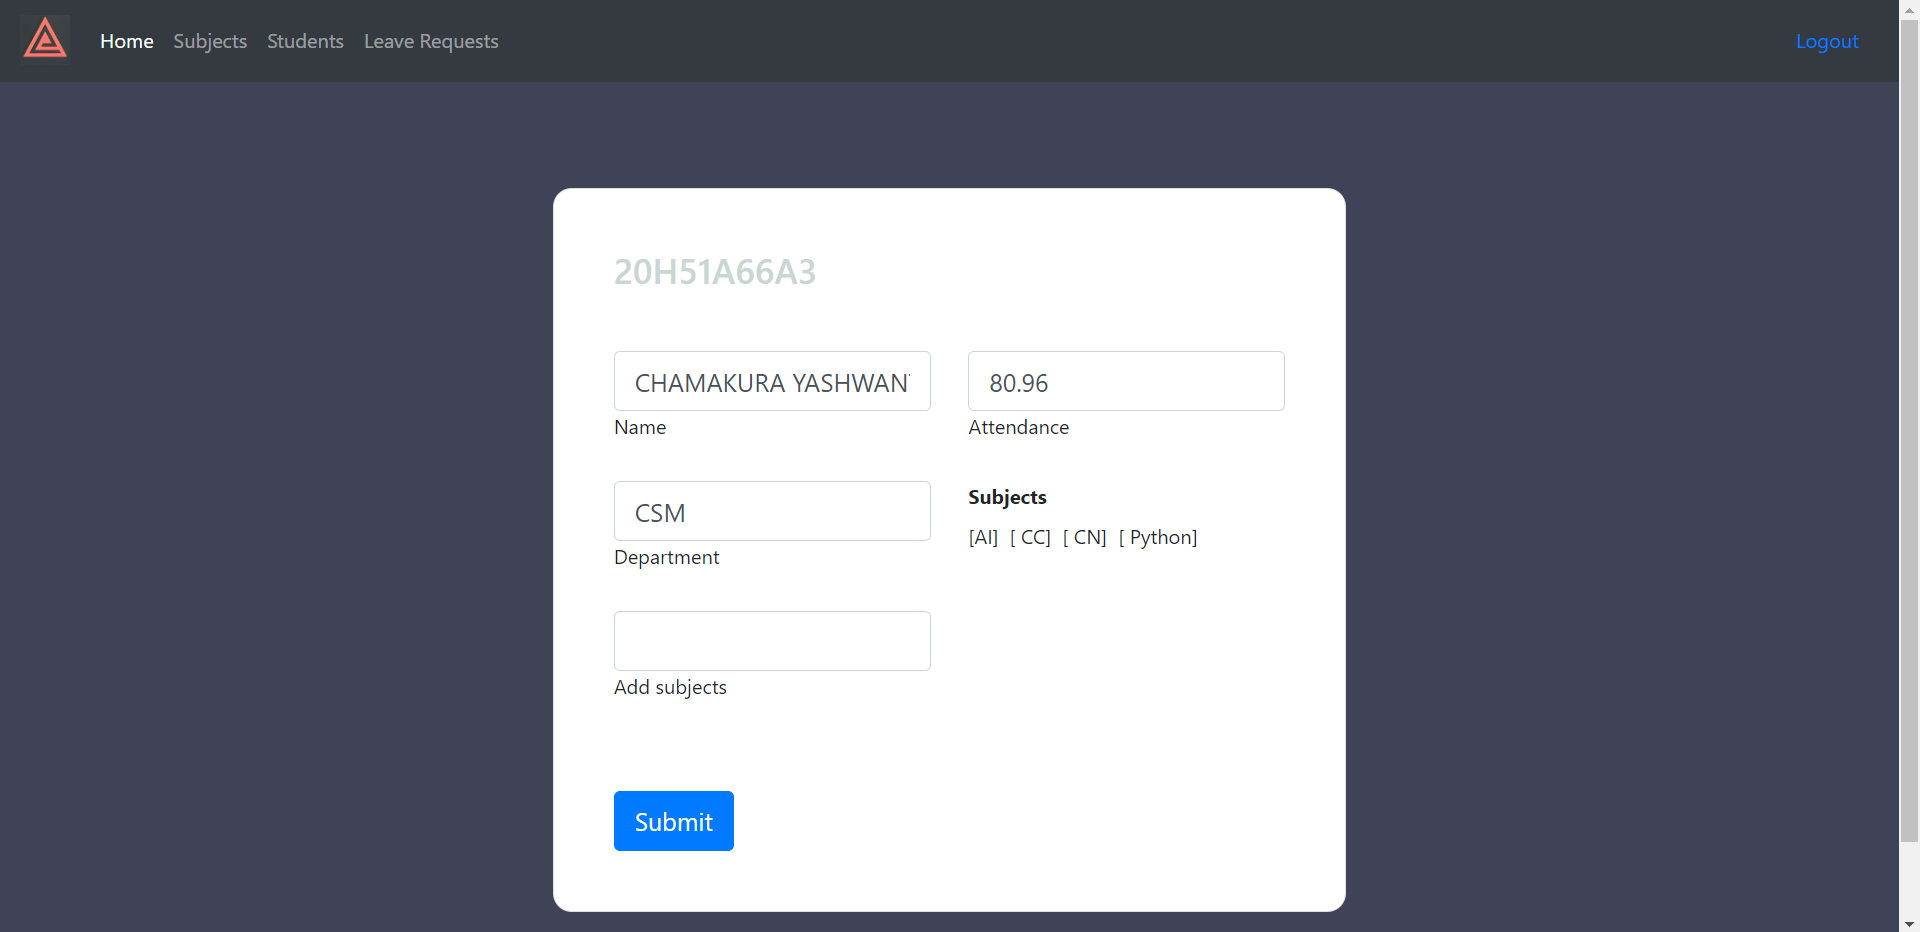 Home Subjects Students Leave Requests Logout
20H51A66A3
CHAMAKURA 80.96
Name Attendance
CSM Subjects
[AI] [ CC] [ CN] [ Python]
Department
Add subjects
Submit